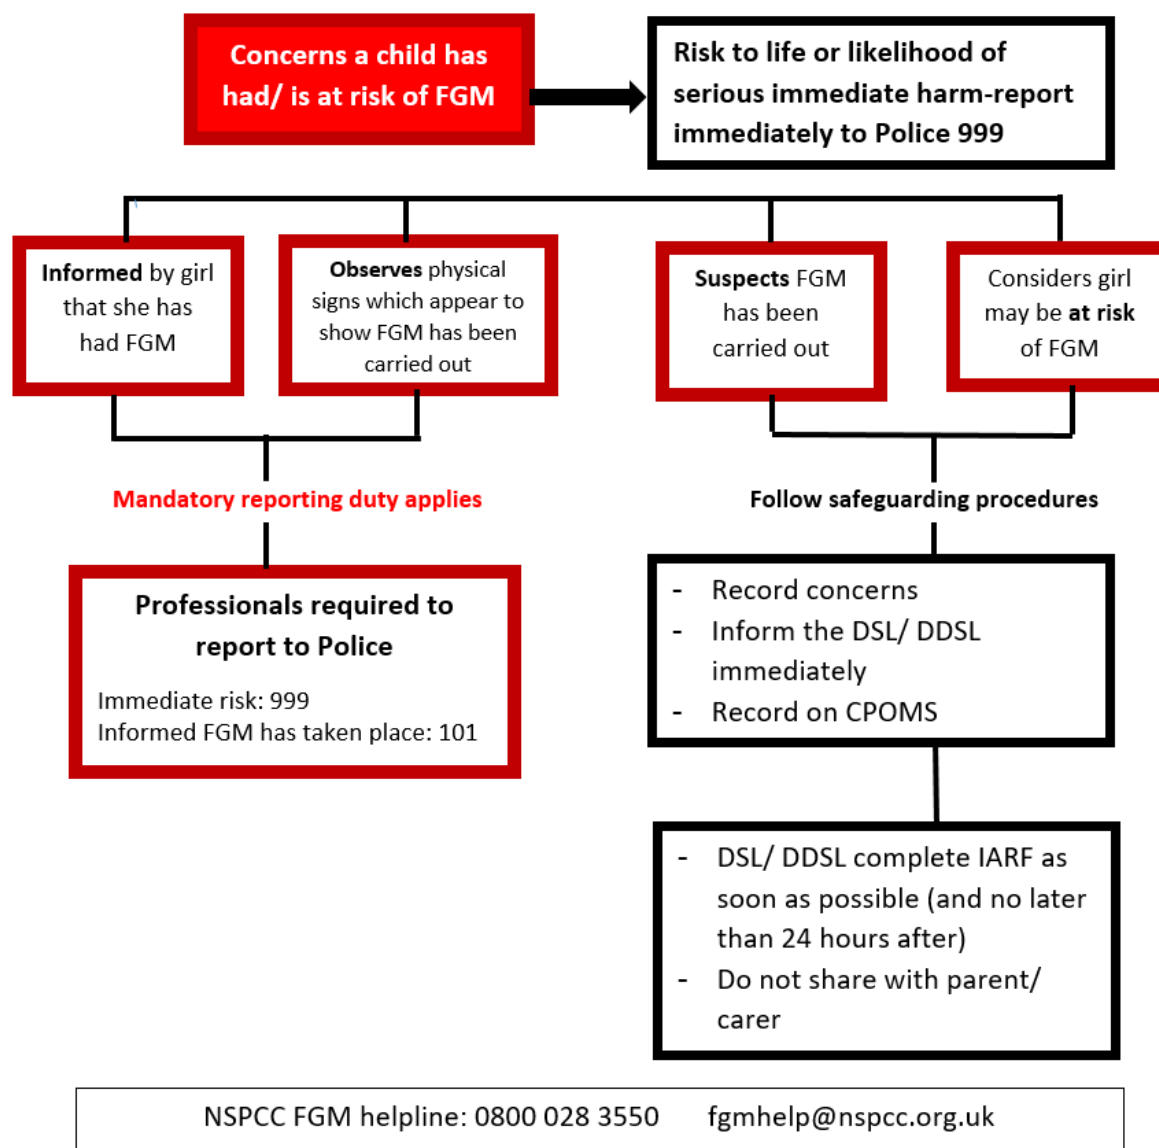 Concerns a child has
had/ is at risk of FGM
Risk to life or likelihood of
serious immediate harm-report
immediately to Police 999
Informed by girl
that she has
had FGM
Observes physical
signs which appear to
show FGM has been
carried out
Suspects FGM
has been
carried out
Considers girl
may be at risk
of FGM
Mandatory reporting duty applies
Follow safeguarding procedures
Professionals required to
report to Police
Immediate risk: 999
Informed FGM has taken place: 101
- Record concerns
- Inform the DSL/ DDSL
immediately
- Record on CPOMS
- DSL/ DDSL complete IARF as
soon as possible (and no later
than 24 hours after)
- Do not share with parent/
carer
NSPCC FGM helpline: 0800 028 3550 fgmhelp@nspcc.org.uk